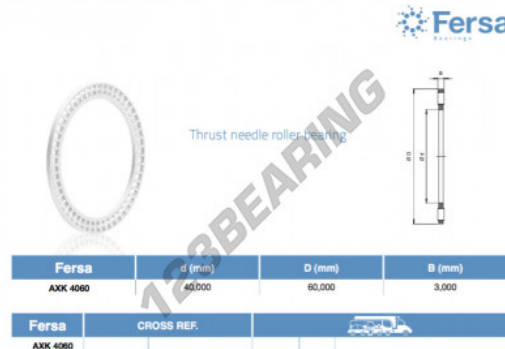 Fersa
Bearings
B
Thrust needle roller bearing
Ø D
Ø d
123BEARING
Fersa d (mm) D (mm) B (mm)
AXK 4060 40,000 60,000 3,000
Fersa CROSS REF.
AXK 4060